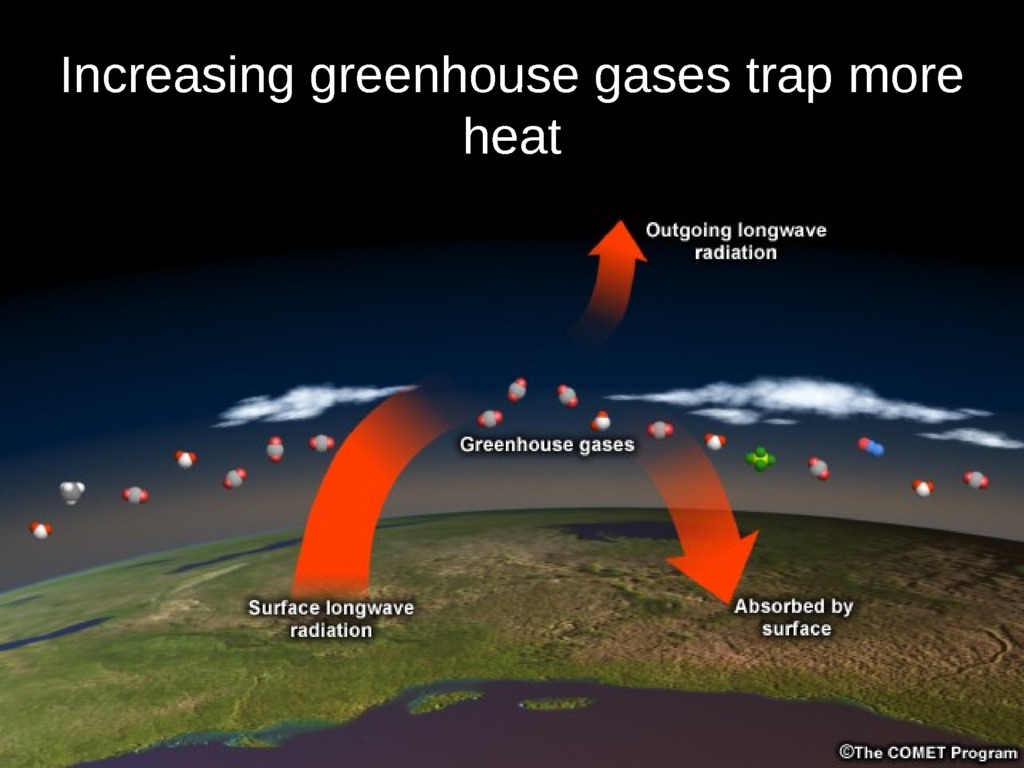 Increasing greenhouse gases trap more
heat
Outgoing longwave
radiation
Greenhouse gases
Surface longwave
radiation
Absorbed by
surface
©The COMET Program